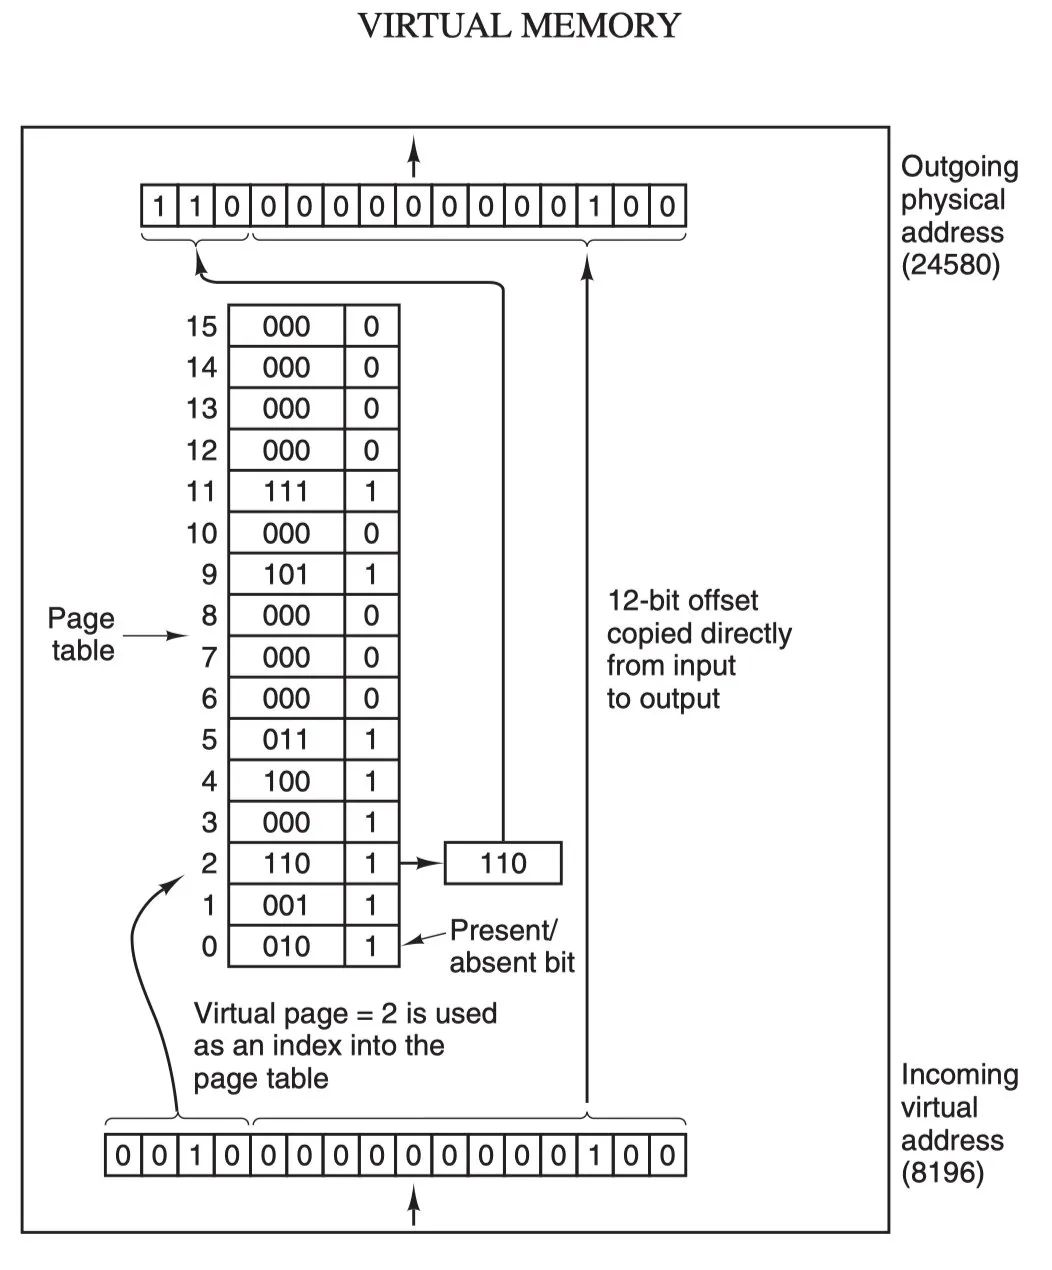 VIRTUAL MEMORY
Outgoing
physical
address
(24580)
1 1 0 0 0 0 0 0 0 0 0 0 1 0 0
15 000 0
14 000 0
13 000 0
12 000 0
11 111 1
10 000 0
9 101 1
8 000 0
7 000 0
6 000 0
5 011 1
4 100 1
3 000 1
2 110 1 110
1 001 1
0 010 1
Page
table
12-bit offset
copied directly
from input
to output
Present/
absent bit
Virtual page = 2 is used
as an index into the
page table
0 0 1 0 0 0 0 0 0 0 0 0 0 1 0 0
Incoming
virtual
address
(8196)